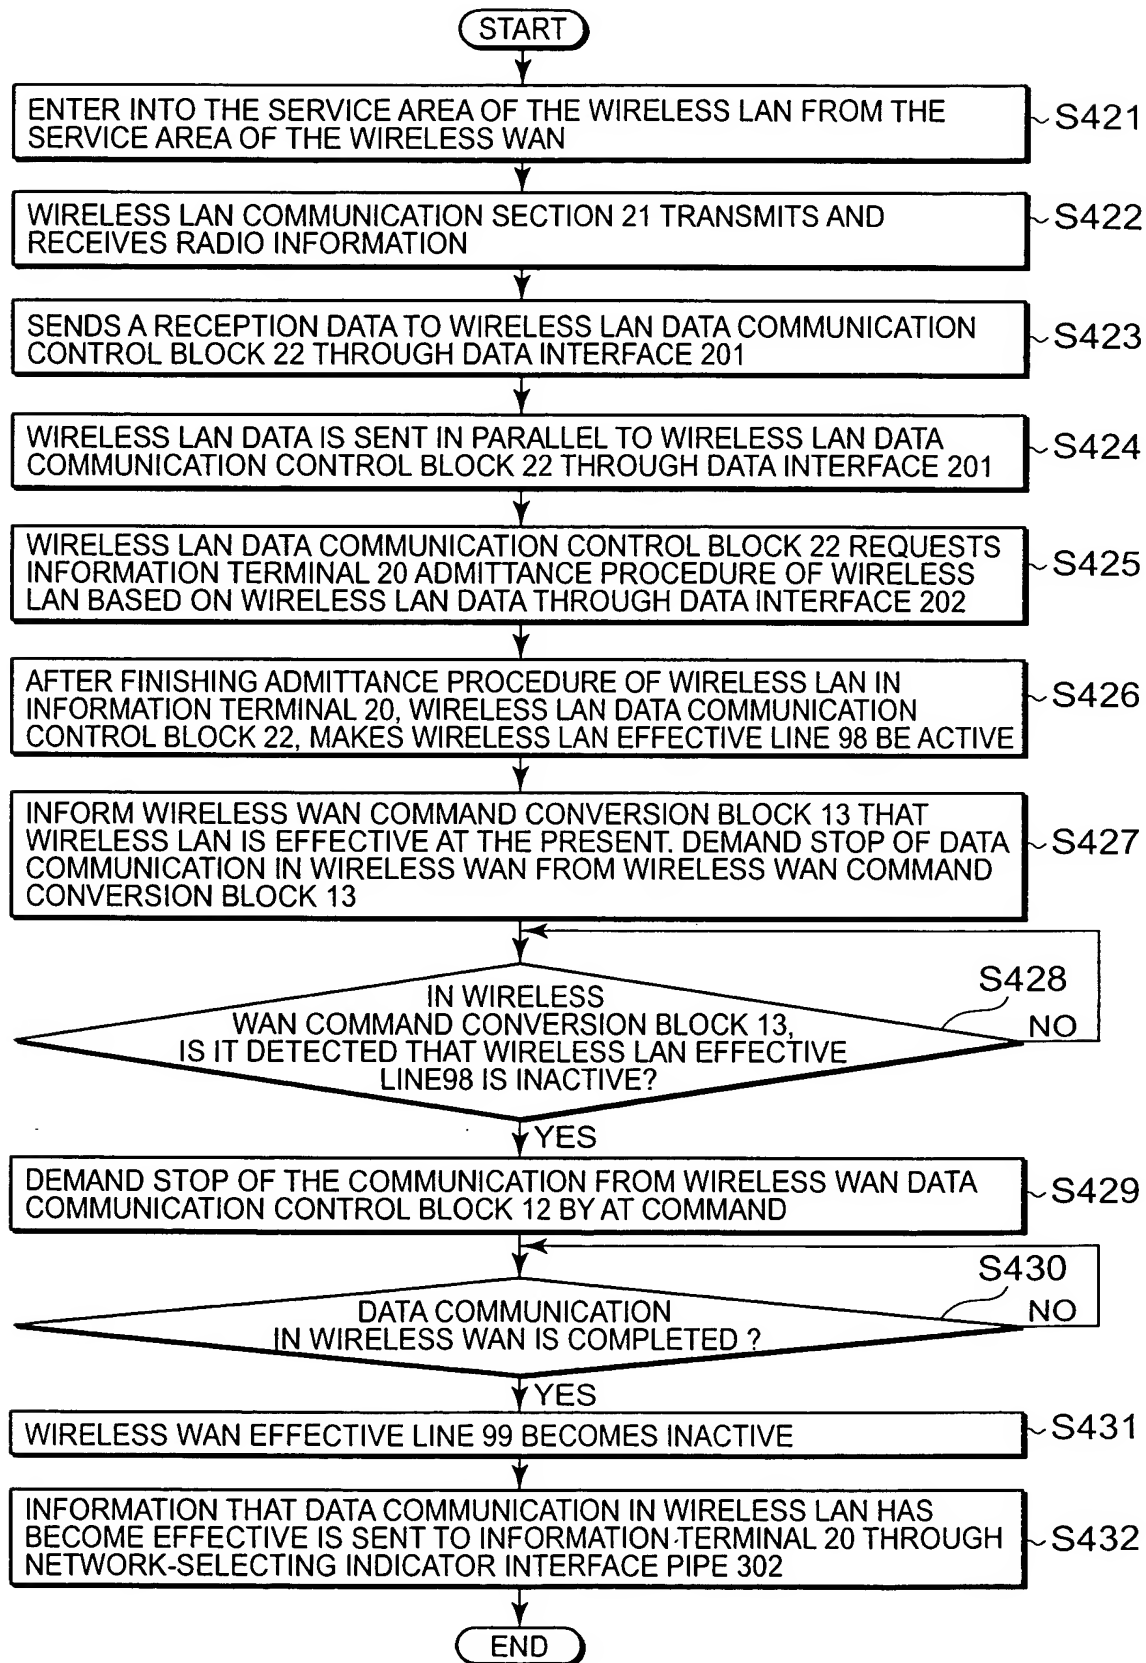 START
ENTER INTO THE SERVICE AREA OF THE WIRELESS LAN FROM THE
SERVICE AREA OF THE WIRELESS WAN
S421
WIRELESS LAN COMMUNICATION SECTION 21 TRANSMITS AND
RECEIVES RADIO INFORMATION
S422
SENDS A RECEPTION DATA TO WIRELESS LAN DATA COMMUNICATION
CONTROL BLOCK 22 THROUGH DATA INTERFACE 201
S423
WIRELESS LAN DATA IS SENT IN PARALLEL TO WIRELESS LAN DATA
COMMUNICATION CONTROL BLOCK 22 THROUGH DATA INTERFACE 201
S424
WIRELESS LAN DATA COMMUNICATION CONTROL BLOCK 22 REQUESTS
INFORMATION TERMINAL 20 ADMITTANCE PROCEDURE OF WIRELESS
LAN BASED ON WIRELESS LAN DATA THROUGH DATA INTERFACE 202
S425
AFTER FINISHING ADMITTANCE PROCEDURE OF WIRELESS LAN IN
INFORMATION TERMINAL 20, WIRELESS LAN DATA COMMUNICATION
CONTROL BLOCK 22, MAKES WIRELESS LAN EFFECTIVE LINE 98 BE ACTIVE
S426
INFORM WIRELESS WAN COMMAND CONVERSION BLOCK 13 THAT
WIRELESS LAN IS EFFECTIVE AT THE PRESENT. DEMAND STOP OF DATA
COMMUNICATION IN WIRELESS WAN FROM WIRELESS WAN COMMAND
CONVERSION BLOCK 13
S427
IN WIRELESS
WAN COMMAND CONVERSION BLOCK 13,
IS IT DETECTED THAT WIRELESS LAN EFFECTIVE
LINE98 IS INACTIVE?
S428
NO
YES
DEMAND STOP OF THE COMMUNICATION FROM WIRELESS WAN DATA
COMMUNICATION CONTROL BLOCK 12 BY AT COMMAND
S429
DATA COMMUNICATION
IN WIRELESS WAN IS COMPLETED ?
S430
NO
YES
WIRELESS WAN EFFECTIVE LINE 99 BECOMES INACTIVE
S431
INFORMATION THAT DATA COMMUNICATION IN WIRELESS LAN HAS
BECOME EFFECTIVE IS SENT TO INFORMATION TERMINAL 20 THROUGH
NETWORK-SELECTING INDICATOR INTERFACE PIPE 302
S432
END